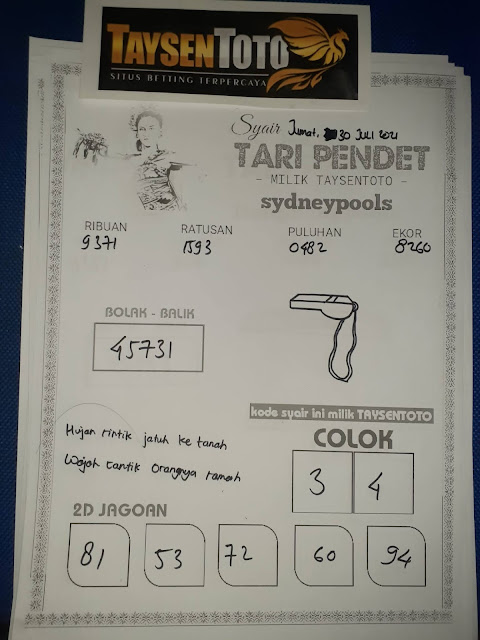 TAYSENTOTO
SITUS BETTING TERPERCAYA
Syair Jumat, 30 JULI 2021
TARI PENDET
- MILIK TAYSENTOTO -
sydneypools
RIBUAN RATUSAN PULUHAN EKOR
9371 1593 0482 8260
BOLAK - BALIK
45731
kode syair ini milik TAYSENTOTO
Hujan rintik jatuh ke tanah
Wajah cantik orangnya ramah
COLOK
3 4
2D JAGOAN
81 53 72 60 94